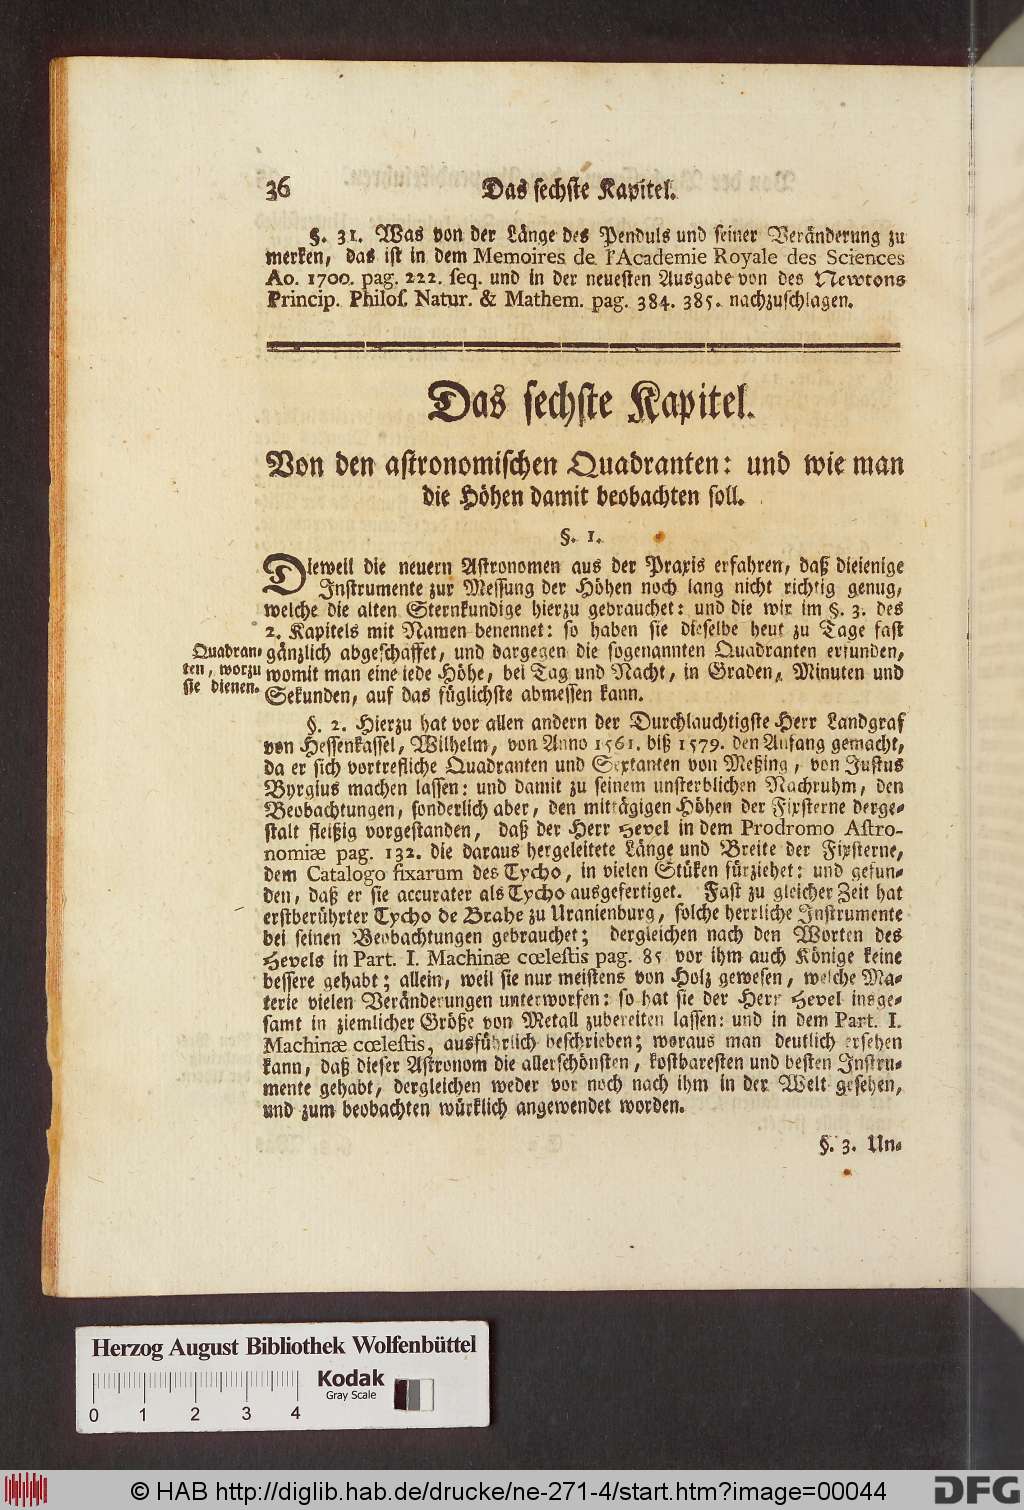 36 Das sechste Kapitel.
§. 31. Was von der Länge des Penduls und seiner Veränderung zu
merken, das ist in dem Memoires de l'Academie Royale des Sciences
Ao. 1700. pag. 222. seq. und in der neuesten Ausgabe von des Newtons
Princip. Philos. Natur. & Mathem. pag. 384. 385. nachzuschlagen.
Das sechste Kapitel.
Von den astronomischen Quadranten: und wie man
die Höhen damit beobachten soll.
§. 1.
Dieweil die neuern Astronomen aus der Praxis erfahren, daß dieienige
Instrumente zur Messung der Höhen noch lang nicht richtig genug,
welche die alten Sternkundige hierzu gebrauchet: und die wir im §. 3. des
2. Kapitels mit Namen benennet: so haben sie dieselbe heut zu Tage fast
Quadran- gänzlich abgeschaffet, und dargegen die sogenannten Quadranten erfunden,
ten, worzu womit man eine iede Höhe, bei Tag und Nacht, in Graden, Minuten und
sie dienen. Sekunden, auf das füglichste abmessen kann.
§. 2. Hierzu hat vor allen andern der Durchlauchtigste Herr Landgraf
von Hessenkassel, Wilhelm, von Anno 1561. biß 1579. den Anfang gemacht,
da er sich vortrefliche Quadranten und Sextanten von Meßing, von Justus
Byrgius machen lassen: und damit zu seinem unsterblichen Nachruhm, den
Beobachtungen, sonderlich aber, den mittägigen Höhen der Fixsterne derge-
stalt fleißig vorgestanden, daß der Herr Hevel in dem Prodromo Astro-
nomiæ pag. 132. die daraus hergeleitete Länge und Breite der Fixsterne,
dem Catalogo fixarum des Tycho, in vielen Stüken fürziehet: und gefun-
den, daß er sie accurater als Tycho ausgefertiget. Fast zu gleicher Zeit hat
erstberührter Tycho de Brahe zu Uranienburg, solche herrliche Instrumente
bei seinen Beobachtungen gebrauchet; dergleichen nach den Worten des
Hevels in Part. I. Machinæ cœlestis pag. 85 vor ihm auch Könige keine
bessere gehabt; allein, weil sie nur meistens von Holz gewesen, welche Ma-
terie vielen Veränderungen unterworfen: so hat sie der Herr Hevel insge-
samt in ziemlicher Größe von Metall zubereiten lassen: und in dem Part. I.
Machinæ cœlestis, ausführlich beschrieben; woraus man deutlich ersehen
kann, daß dieser Astronom die allerschönsten, kostbaresten und besten Instru-
mente gehabt, dergleichen weder vor noch nach ihm in der Welt gesehen,
und zum beobachten würklich angewendet worden.
§. 3. Un-
Herzog August Bibliothek Wolfenbüttel
Kodak
Gray Scale
0 1 2 3 4
© HAB http://diglib.hab.de/drucke/ne-271-4/start.htm?image=00044
DFG